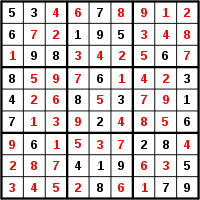 5 3 4 6 7 8 9 1 2
6 7 2 1 9 5 3 4 8
1 9 8 3 4 2 5 6 7
8 5 9 7 6 1 4 2 3
4 2 6 8 5 3 7 9 1
7 1 3 9 2 4 8 5 6
9 6 1 5 3 7 2 8 4
2 8 7 4 1 9 6 3 5
3 4 5 2 8 6 1 7 9